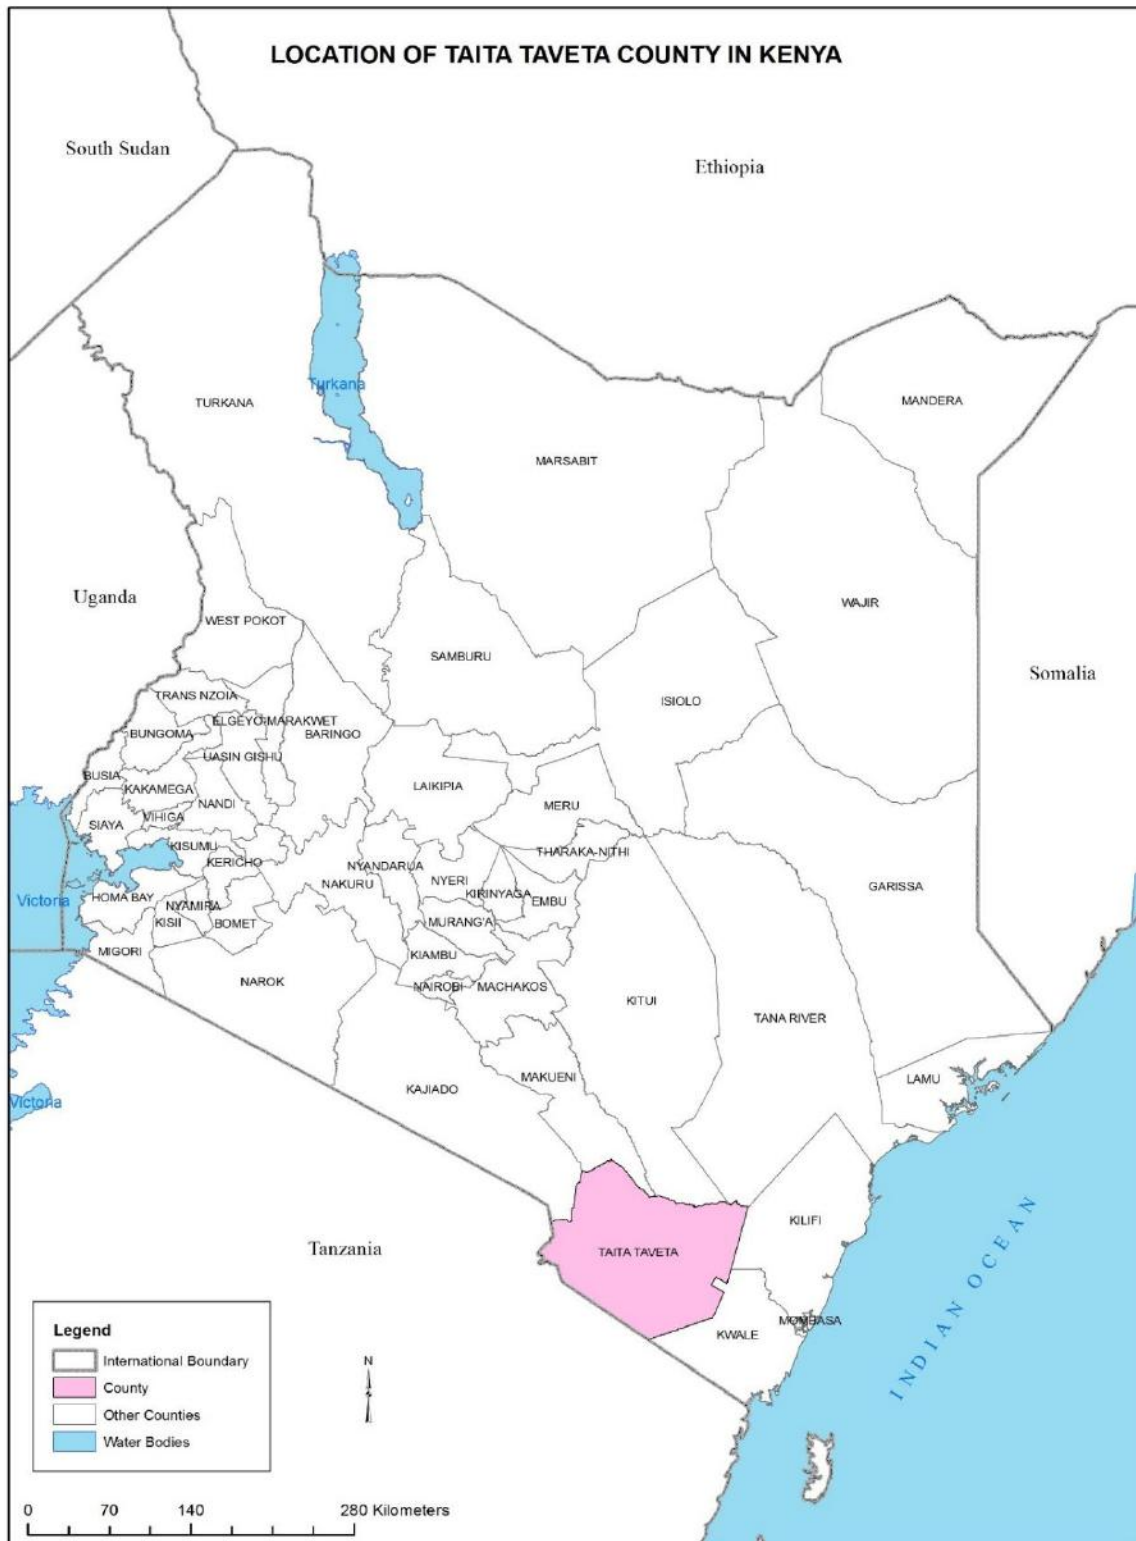 LOCATION OF TAITA TAVETA COUNTY IN KENYA
South Sudan
Ethiopia
Turkana
TURKANA
MANDERA
MARSABIT
Uganda
WAJIR
WEST POKOT
SAMBURU
Somalia
ISIOLO
TRANS NZOIA
ELGEYO-MARAKWET
BUNGOMA
BARINGO
UASIN GISHU
BUSIA
KAKAMEGA
LAIKIPIA
NANDI
MERU
VIHIGA
SIAYA
KISUMU
THARAKA-NITHI
KERICHO
NYANDARUA
NYERI
NAKURU
GARISSA
KIRINYAGA
HOMA BAY
Victoria
NYAMIRA
EMBU
KISII
BOMET
MURANG'A
MIGORI
KIAMBU
NAROK
NAIROBI
MACHAKOS
KITUI
TANA RIVER
MAKUENI
LAMU
KAJIADO
Victoria
KILIFI
Tanzania
TAITA TAVETA
INDIAN OCEAN
MOMBASA
KWALE
Legend
International Boundary
County
Other Counties
Water Bodies
N
0 70 140 280 Kilometers